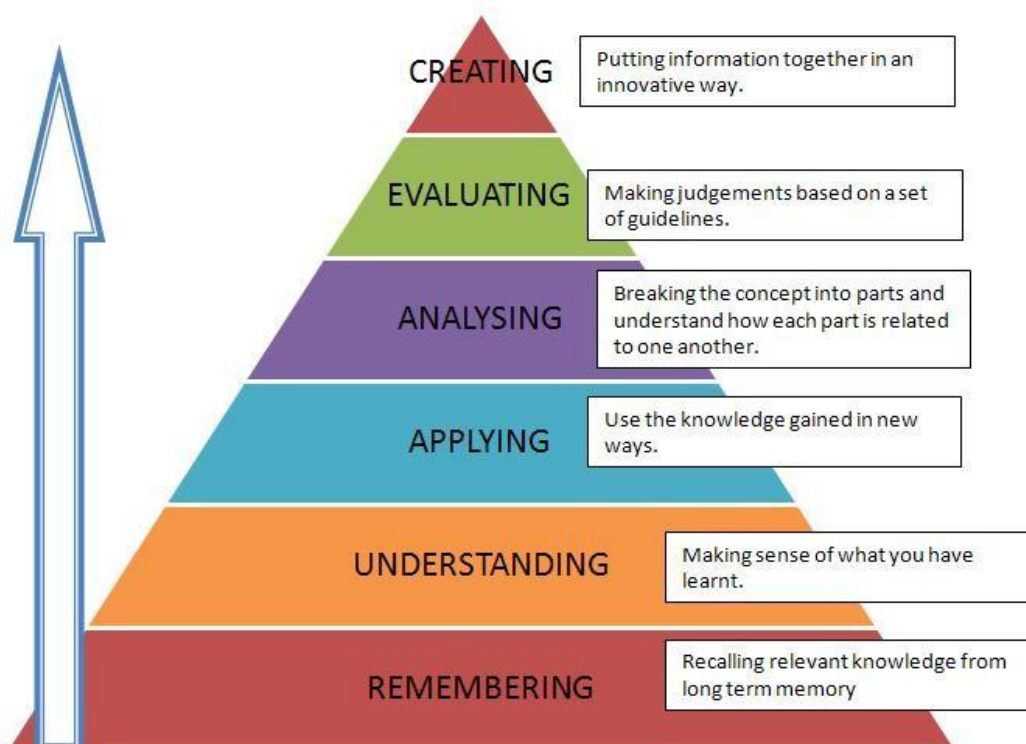 CREATING
Putting information together in an
innovative way.
EVALUATING
Making judgements based on a set
of guidelines.
ANALYSING
Breaking the concept into parts and
understand how each part is related
to one another.
APPLYING
Use the knowledge gained in new
ways.
UNDERSTANDING
Making sense of what you have
learnt.
REMEMBERING
Recalling relevant knowledge from
long term memory